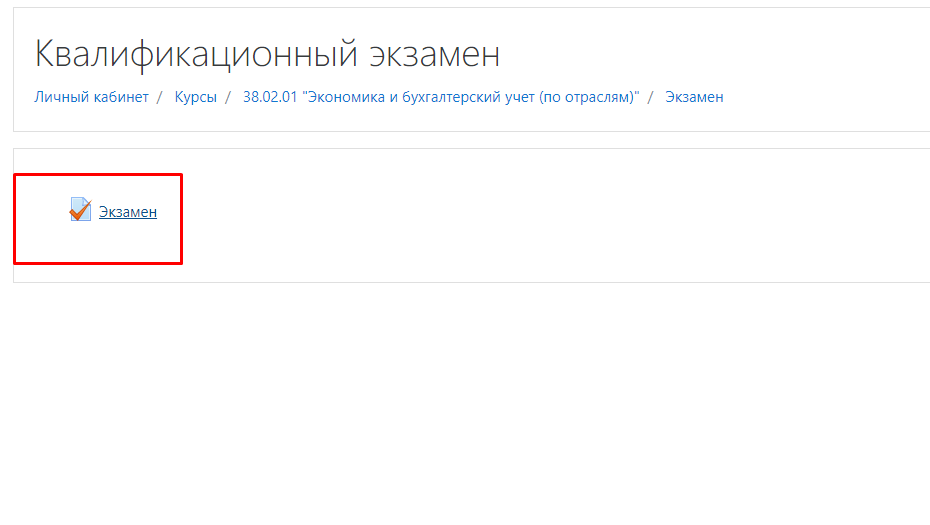 Квалификационный экзамен
Личный кабинет / Курсы / 38.02.01 "Экономика и бухгалтерский учет (по отраслям)" / Экзамен
Экзамен